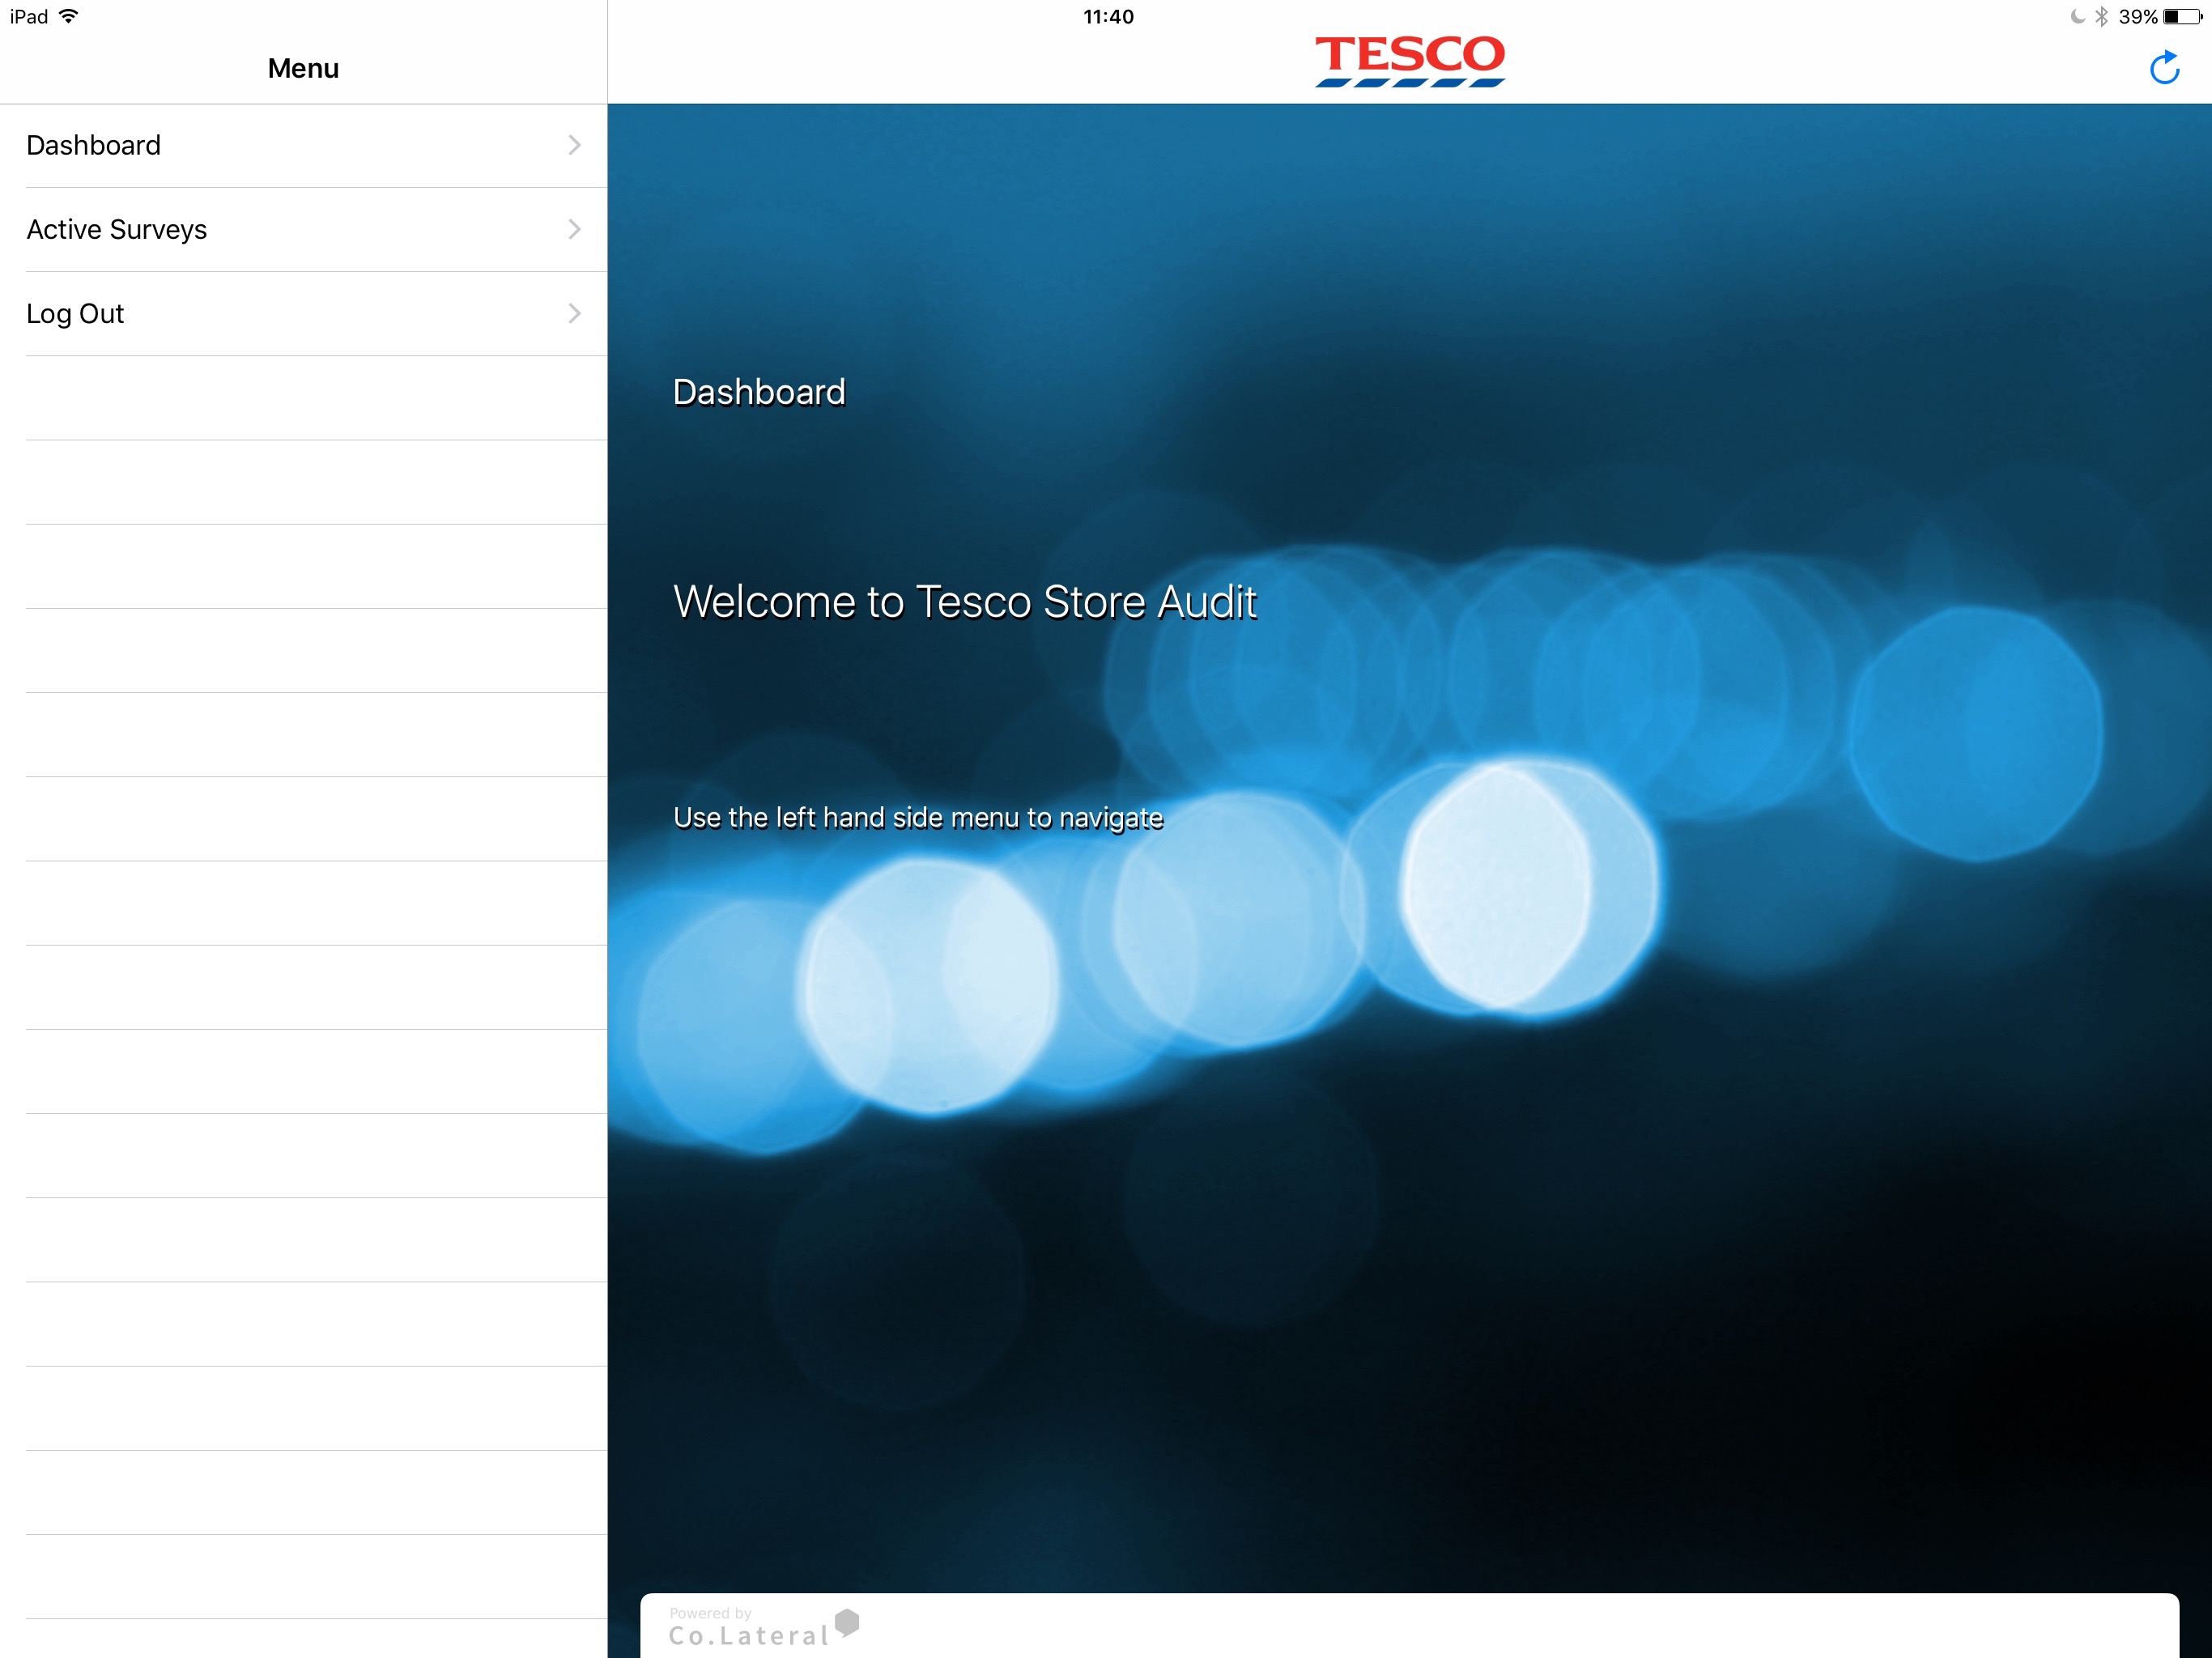 iPad
11:40
39%
Menu
TESCO
Dashboard
Active Surveys
Log Out
Dashboard
Welcome to Tesco Store Audit
Use the left hand side menu to navigate
Powered by
Co.Lateral